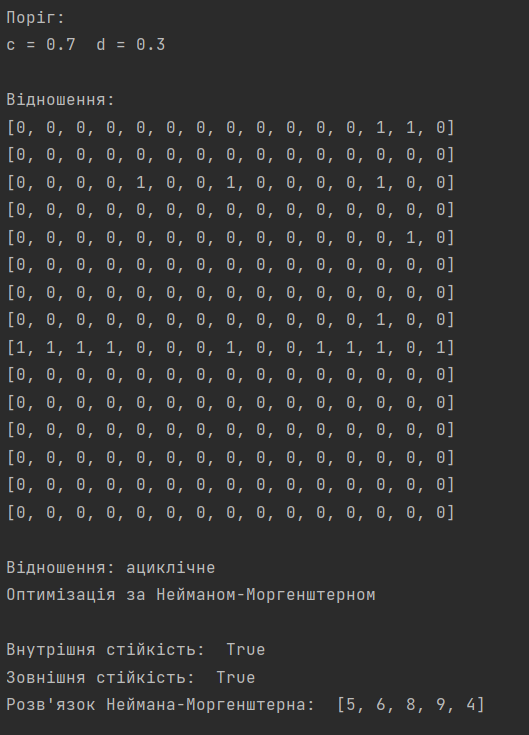 Поріг:
c = 0.7  d = 0.3
Відношення:
[0, 0, 0, 0, 0, 0, 0, 0, 0, 0, 0, 0, 1, 1, 0]
[0, 0, 0, 0, 0, 0, 0, 0, 0, 0, 0, 0, 0, 0, 0]
[0, 0, 0, 0, 1, 0, 0, 1, 0, 0, 0, 0, 1, 0, 0]
[0, 0, 0, 0, 0, 0, 0, 0, 0, 0, 0, 0, 0, 0, 0]
[0, 0, 0, 0, 0, 0, 0, 0, 0, 0, 0, 0, 0, 1, 0]
[0, 0, 0, 0, 0, 0, 0, 0, 0, 0, 0, 0, 0, 0, 0]
[0, 0, 0, 0, 0, 0, 0, 0, 0, 0, 0, 0, 0, 0, 0]
[0, 0, 0, 0, 0, 0, 0, 0, 0, 0, 0, 0, 1, 0, 0]
[1, 1, 1, 1, 0, 0, 0, 1, 0, 0, 1, 1, 1, 0, 1]
[0, 0, 0, 0, 0, 0, 0, 0, 0, 0, 0, 0, 0, 0, 0]
[0, 0, 0, 0, 0, 0, 0, 0, 0, 0, 0, 0, 0, 0, 0]
[0, 0, 0, 0, 0, 0, 0, 0, 0, 0, 0, 0, 0, 0, 0]
[0, 0, 0, 0, 0, 0, 0, 0, 0, 0, 0, 0, 0, 0, 0]
[0, 0, 0, 0, 0, 0, 0, 0, 0, 0, 0, 0, 0, 0, 0]
[0, 0, 0, 0, 0, 0, 0, 0, 0, 0, 0, 0, 0, 0, 0]
Відношення: ациклічне
Оптимізація за Нейманом-Моргенштерном
Внутрішня стійкість:  True
Зовнішня стійкість:  True
Розв'язок Неймана-Моргенштерна:  [5, 6, 8, 9, 4]